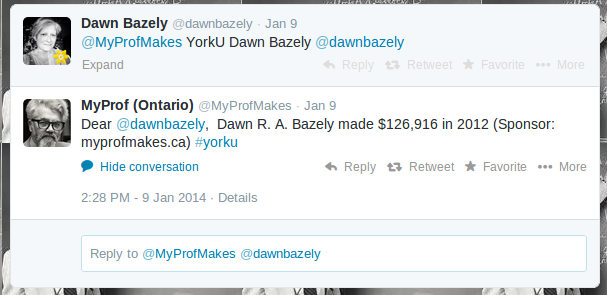 Dawn Bazely @dawnbazely · Jan 9
@MyProfMakes YorkU Dawn Bazely @dawnbazely
Expand Reply Retweet Favorite More
MyProf (Ontario) @MyProfMakes · Jan 9
Dear @dawnbazely, Dawn R. A. Bazely made $126,916 in 2012 (Sponsor:
myprofmakes.ca) #yorku
Hide conversation Reply Retweet Favorite More
2:28 PM - 9 Jan 2014 · Details
Reply to @MyProfMakes @dawnbazely